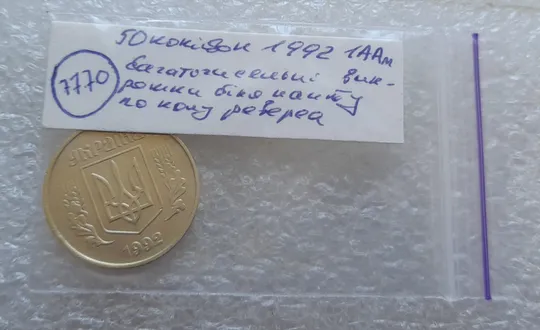 50 копійок 1992 1ААм
7770
багаточисельні вик-
рошки біля канту
по колу реверса
УКРАЇНА
1992